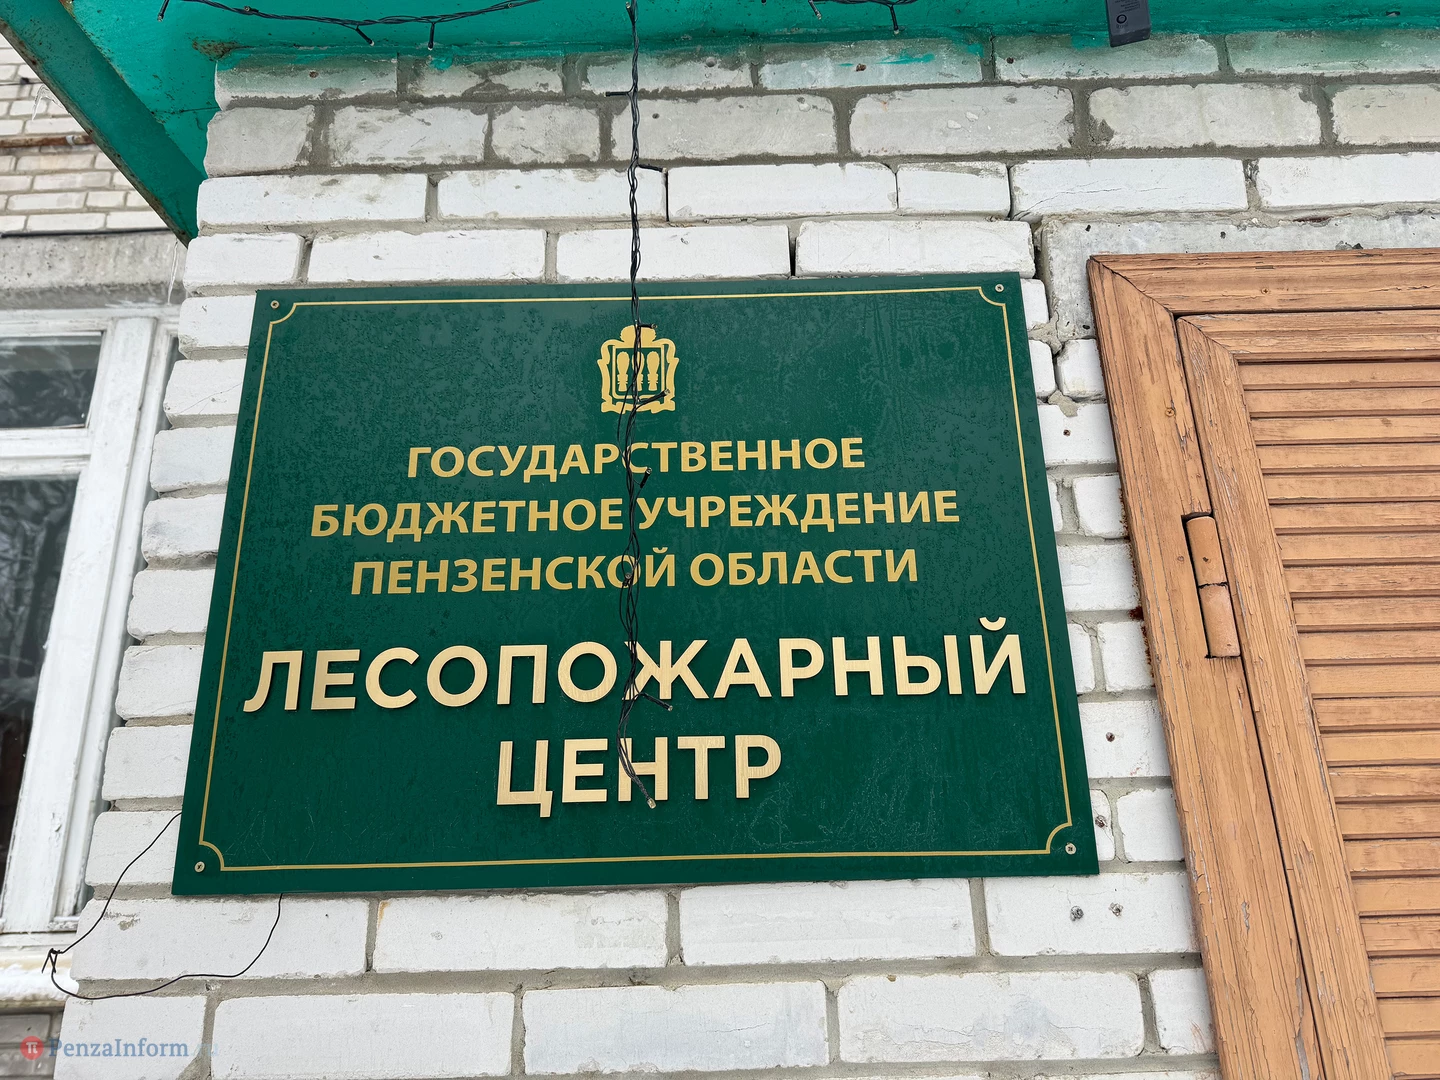 ГОСУДАРСТВЕННОЕ
БЮДЖЕТНОЕ УЧРЕЖДЕНИЕ
ПЕНЗЕНСКОЙ ОБЛАСТИ
ЛЕСОПОЖАРНЫЙ
ЦЕНТР
PenzaInform